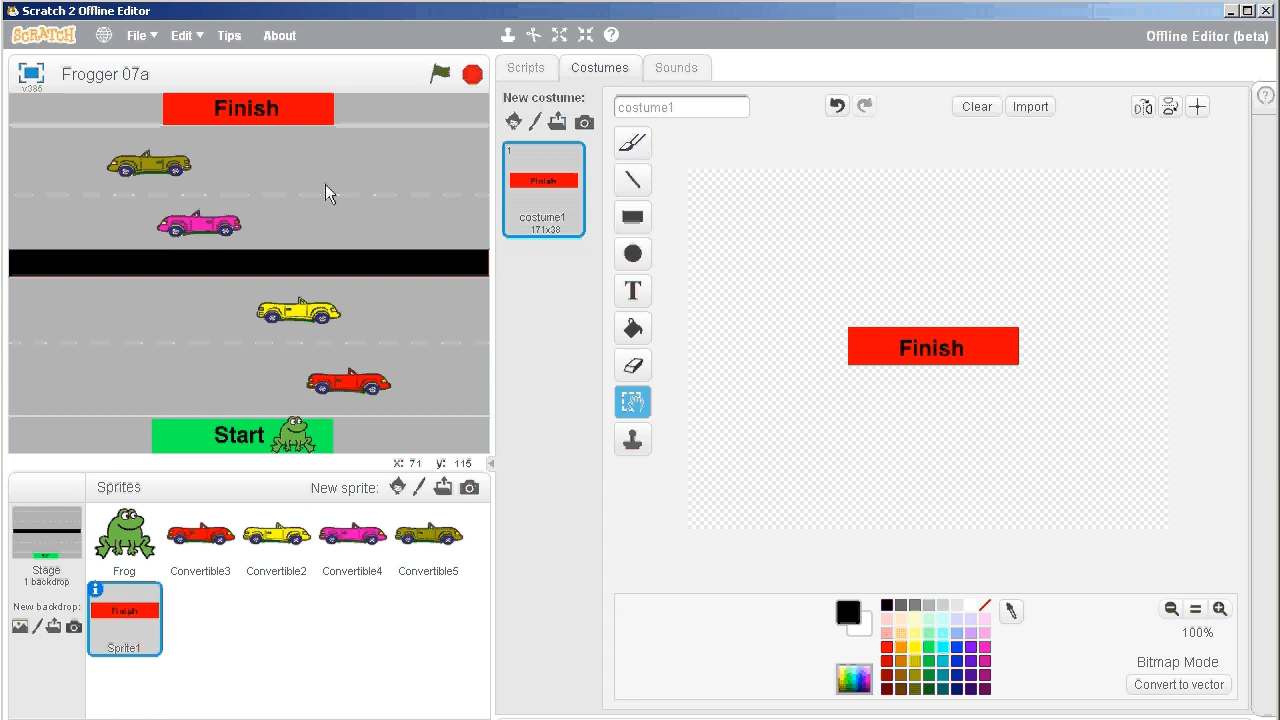 Scratch 2 Offline Editor
SCRATCH File Edit Tips About Offline Editor (beta)
v386
Frogger 07a
Finish
Start
x: 71 y: 115
Scripts Costumes Sounds
New costume:
1
Finish
costume1
171x38
costume1
Clear Import
T
Finish
100%
Bitmap Mode
Convert to vector
Sprites New sprite:
Stage
1 backdrop
New backdrop:
Frog Convertible3 Convertible2 Convertible4 Convertible5
Finish
Sprite1